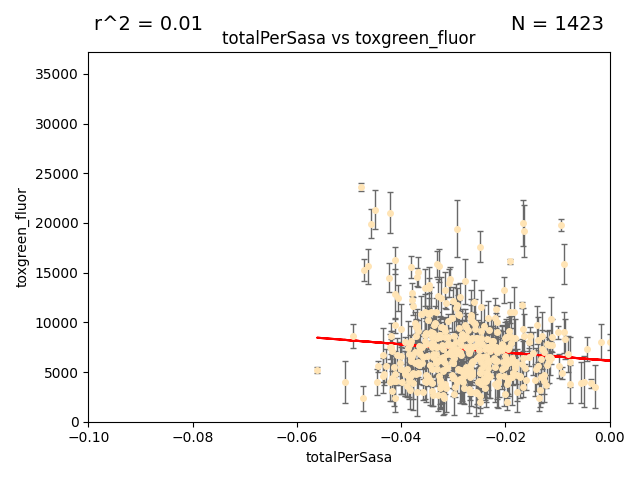 r^2 = 0.01
N = 1423
totalPerSasa vs toxgreen_fluor
35000
30000
25000
20000
15000
10000
5000
0
toxgreen_fluor
−0.10
−0.08
−0.06
−0.04
−0.02
0.00
totalPerSasa